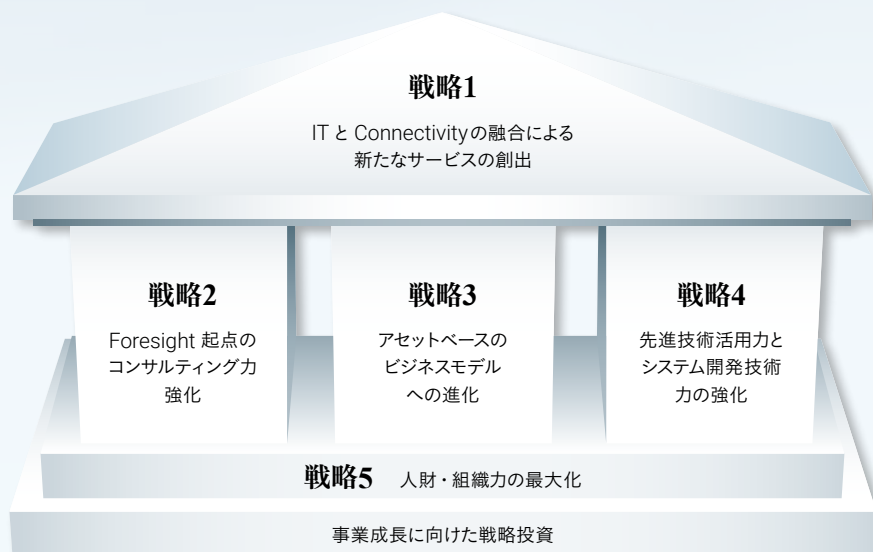 戦略1
IT と Connectivityの融合による
新たなサービスの創出
戦略2
Foresight 起点の
コンサルティング力
強化
戦略3
アセットベースの
ビジネスモデル
への進化
戦略4
先進技術活用力と
システム開発技術
力の強化
戦略5 人財・組織力の最大化
事業成長に向けた戦略投資